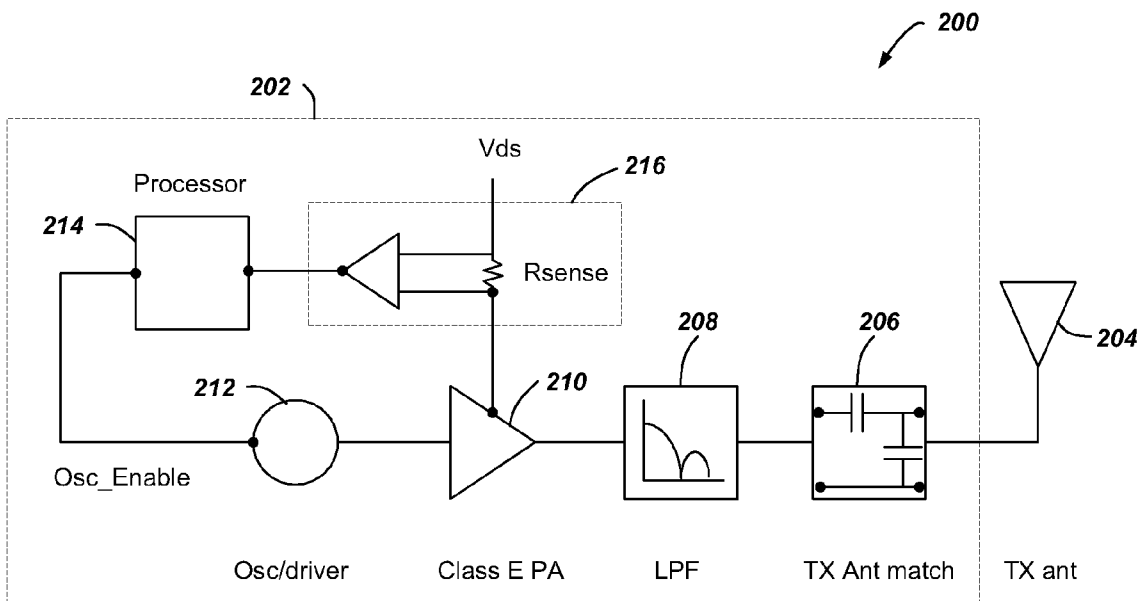 200
202
Vds
216
Processor
214
Rsense
208
206
204
212
210
Osc_Enable
Osc/driver
Class E PA
LPF
TX Ant match
TX ant